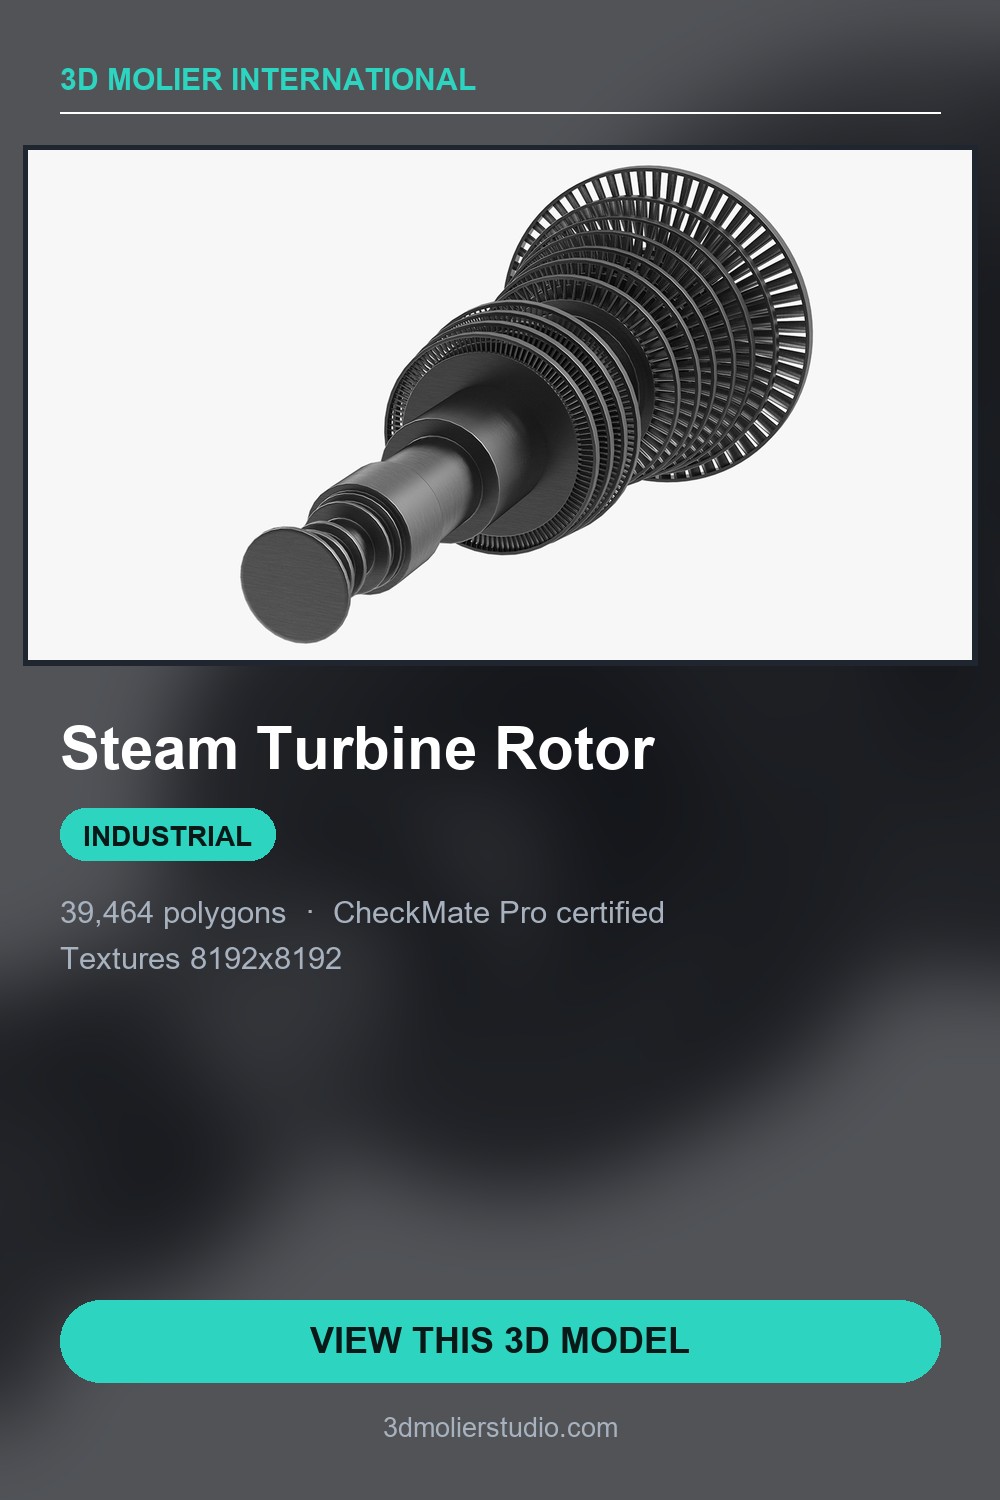 3D MOLIER INTERNATIONAL
Steam Turbine Rotor
INDUSTRIAL
39,464 polygons · CheckMate Pro certified
Textures 8192x8192
VIEW THIS 3D MODEL
3dmolierstudio.com